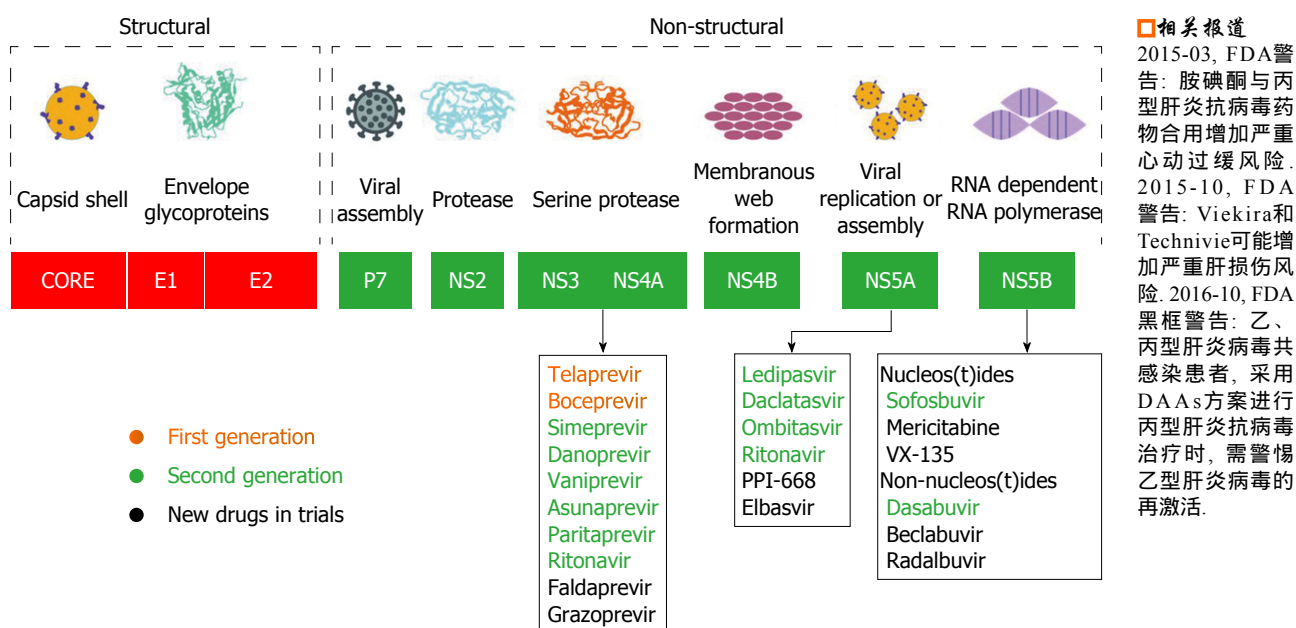 Structural
Non-structural
Capsid shell
Envelope
glycoproteins
Viral
assembly
Protease
Serine protease
Membranous
web
formation
Viral
replication or
assembly
RNA dependent
RNA polymerase
CORE
E1
E2
P7
NS2
NS3
NS4A
NS4B
NS5A
NS5B
Telaprevir
Boceprevir
Simeprevir
Danoprevir
Vaniprevir
Asunaprevir
Paritaprevir
Ritonavir
Faldaprevir
Grazoprevir
Ledipasvir
Daclatasvir
Ombitasvir
Ritonavir
PPI-668
Elbasvir
Nucleos(t)ides
Sofosbuvir
Mericitabine
VX-135
Non-nucleos(t)ides
Dasabuvir
Beclabuvir
Radalbuvir
First generation
Second generation
New drugs in trials
相关报道
2015-03, FDA警
告: 胺碘酮与丙
型肝炎抗病毒药
物合用增加严重
心动过缓风险.
2015-10, FDA
警告: Viekira和
Technivie可能增
加严重肝损伤风
险. 2016-10, FDA
黑框警告: 乙、
丙型肝炎病毒共
感染患者, 采用
DAAs方案进行
丙型肝炎抗病毒
治疗时, 需警惕
乙型肝炎病毒的
再激活.